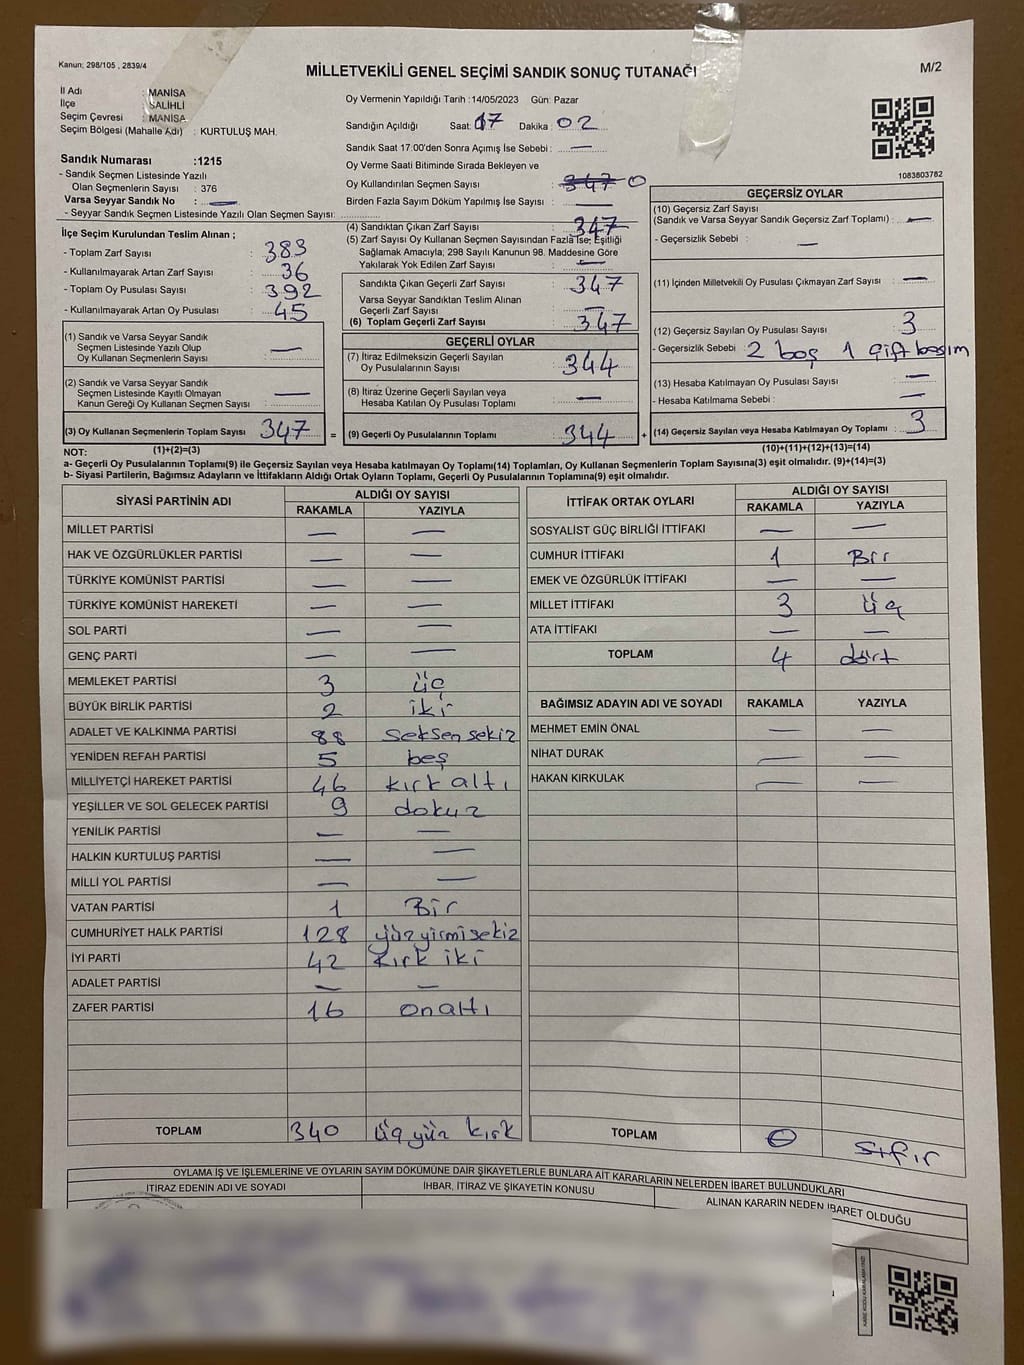 Kanun; 298/105 , 2839/4
MİLLETVEKİLİ GENEL SEÇİMİ SANDIK SONUÇ TUTANAĞI
M/2
İl Adı : MANİSA
İlçe : SALİHLİ
Seçim Çevresi : MANİSA
Seçim Bölgesi (Mahalle Adı) : KURTULUŞ MAH.
Sandık Numarası :1215
- Sandık Seçmen Listesinde Yazılı
Olan Seçmenlerin Sayısı : 376
Varsa Seyyar Sandık No : —
- Seyyar Sandık Seçmen Listesinde Yazılı Olan Seçmen Sayısı:
İlçe Seçim Kurulundan Teslim Alınan ;
- Toplam Zarf Sayısı : 383
- Kullanılmayarak Artan Zarf Sayısı : 36
- Toplam Oy Pusulası Sayısı : 392
- Kullanılmayarak Artan Oy Pusulası : 45
(1) Sandık ve Varsa Seyyar Sandık
Seçmen Listesinde Yazılı Olup
Oy Kullanan Seçmenlerin Sayısı : —
(2) Sandık ve Varsa Seyyar Sandık
Seçmen Listesinde Kayıtlı Olmayan
Kanun Gereği Oy Kullanan Seçmen Sayısı : —
(3) Oy Kullanan Seçmenlerin Toplam Sayısı 347
Oy Vermenin Yapıldığı Tarih : 14/05/2023 Gün: Pazar
Sandığın Açıldığı Saat: 17 Dakika : 02
Sandık Saat 17.00'den Sonra Açımış İse Sebebi : —
Oy Verme Saati Bitiminde Sırada Bekleyen ve
Oy Kullandırılan Seçmen Sayısı : 347 0
Birden Fazla Sayım Döküm Yapılmış İse Sayısı : —
(4) Sandıktan Çıkan Zarf Sayısı : 347
(5) Zarf Sayısı Oy Kullanan Seçmen Sayısından Fazla İse; Eşitliği
Sağlamak Amacıyla; 298 Sayılı Kanunun 98. Maddesine Göre
Yakılarak Yok Edilen Zarf Sayısı : —
Sandıkta Çıkan Geçerli Zarf Sayısı : 347
Varsa Seyyar Sandıktan Teslim Alınan
Geçerli Zarf Sayısı : —
(6) Toplam Geçerli Zarf Sayısı : 347
GEÇERLİ OYLAR
(7) İtiraz Edilmeksizin Geçerli Sayılan
Oy Pusulalarının Sayısı : 344
(8) İtiraz Üzerine Geçerli Sayılan veya
Hesaba Katılan Oy Pusulası Toplamı : —
= (9) Geçerli Oy Pusulalarının Toplamı : 344
1083803782
GEÇERSİZ OYLAR
(10) Geçersiz Zarf Sayısı
(Sandık ve Varsa Seyyar Sandık Geçersiz Zarf Toplamı) : —
- Geçersizlik Sebebi : —
(11) İçinden Milletvekili Oy Pusulası Çıkmayan Zarf Sayısı : —
(12) Geçersiz Sayılan Oy Pusulası Sayısı : 3
- Geçersizlik Sebebi : 2 boş 1 çift basım
(13) Hesaba Katılmayan Oy Pusulası Sayısı : —
- Hesaba Katılmama Sebebi : —
+ (14) Geçersiz Sayılan veya Hesaba Katılmayan Oy Toplamı : 3
NOT: (1)+(2)=(3) (10)+(11)+(12)+(13)=(14)
a- Geçerli Oy Pusulasının Toplamı(9) ile Geçersiz Sayılan veya Hesaba katılmayan Oy Toplamı(14) Toplamları, Oy Kullanan Seçmenlerin Toplam Sayısına(3) eşit olmalıdır. (9)+(14)=(3)
b- Siyasi Partilerin, Bağımsız Adayların ve İttifakların Aldığı Ortak Oyların Toplamı, Geçerli Oy Pusulalarının Toplamına(9) eşit olmalıdır.
SİYASİ PARTİNİN ADI ALDIĞI OY SAYISI
RAKAMLA YAZIYLA
MİLLET PARTİSİ — —
HAK VE ÖZGÜRLÜKLER PARTİSİ — —
TÜRKİYE KOMÜNİST PARTİSİ — —
TÜRKİYE KOMÜNİST HAREKETİ — —
SOL PARTİ — —
GENÇ PARTİ — —
MEMLEKET PARTİSİ 3 üç
BÜYÜK BİRLİK PARTİSİ 2 iki
ADALET VE KALKINMA PARTİSİ 88 seksen sekiz
YENİDEN REFAH PARTİSİ 5 beş
MİLLİYETÇİ HAREKET PARTİSİ 46 kırk altı
YEŞİLLER VE SOL GELECEK PARTİSİ 9 dokuz
YENİLİK PARTİSİ — —
HALKIN KURTULUŞ PARTİSİ — —
MİLLİ YOL PARTİSİ — —
VATAN PARTİSİ 1 Bir
CUMHURİYET HALK PARTİSİ 128 yüz yirmi sekiz
İYİ PARTİ 42 kırk iki
ADALET PARTİSİ — —
ZAFER PARTİSİ 16 on altı
TOPLAM 340 üç yüz kırk
İTTİFAK ORTAK OYLARI ALDIĞI OY SAYISI
RAKAMLA YAZIYLA
SOSYALIST GÜÇ BİRLİĞİ İTTİFAKI — —
CUMHUR İTTİFAKI 1 Bir
EMEK VE ÖZGÜRLÜK İTTİFAKI — —
MİLLET İTTİFAKI 3 üç
ATA İTTİFAKI — —
TOPLAM 4 dört
BAĞIMSIZ ADAYIN ADI VE SOYADI RAKAMLA YAZIYLA
MEHMET EMİN ÖNAL — —
NİHAT DURAK — —
HAKAN KIRKULAK — —
TOPLAM 0 sıfır
OYLAMA İŞ VE İŞLEMLERİNE VE OYLARIN SAYIM DÖKÜMÜNE DAİR ŞİKAYETLERLE BUNLARA AİT KARARLARIN NELERDEN İBARET BULUNDUKLARI
İTİRAZ EDENİN ADI VE SOYADI İHBAR, İTİRAZ VE ŞİKAYETİN KONUSU ALINAN KARARIN NEDEN İBARET OLDUĞU